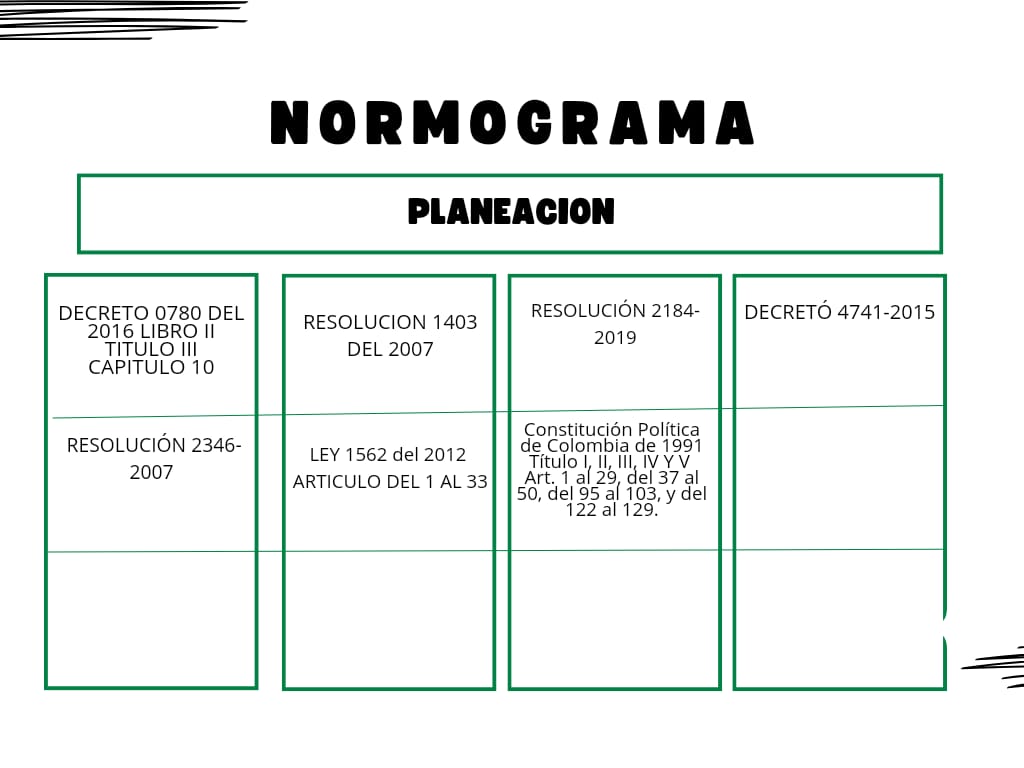 NORMOGRAMA
PLANEACION
DECRETO 0780 DEL
2016 LIBRO II
TITULO III
CAPITULO 10
RESOLUCION 1403
DEL 2007
RESOLUCIÓN 2184-
2019
DECRETÓ 4741-2015
RESOLUCIÓN 2346-
2007
LEY 1562 del 2012
ARTICULO DEL 1 AL 33
Constitución Política
de Colombia de 1991
Título I, II, III, IV Y V
Art. 1 al 29, del 37 al
50, del 95 al 103, y del
122 al 129.